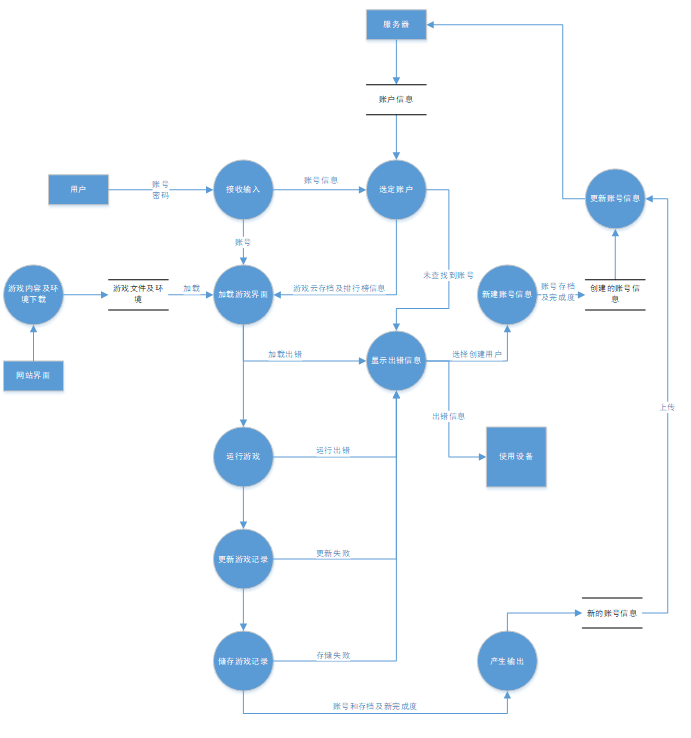 服务器
账户信息
用户
账号
密码
接收输入
账号信息
选定账户
更新账号信息
账号
未查找到账号
游戏内容及环
境下载
游戏文件及环
境
加载
加载游戏界面
游戏云存档及排行榜信息
新建账号信息
账号存档
及完成度
创建的账号信
息
网站界面
加载出错
显示出错信息
选择创建用户
上传
出错信息
运行游戏
运行出错
使用设备
更新游戏记录
更新失败
新的账号信息
储存游戏记录
存储失败
产生输出
账号和存档及新完成度